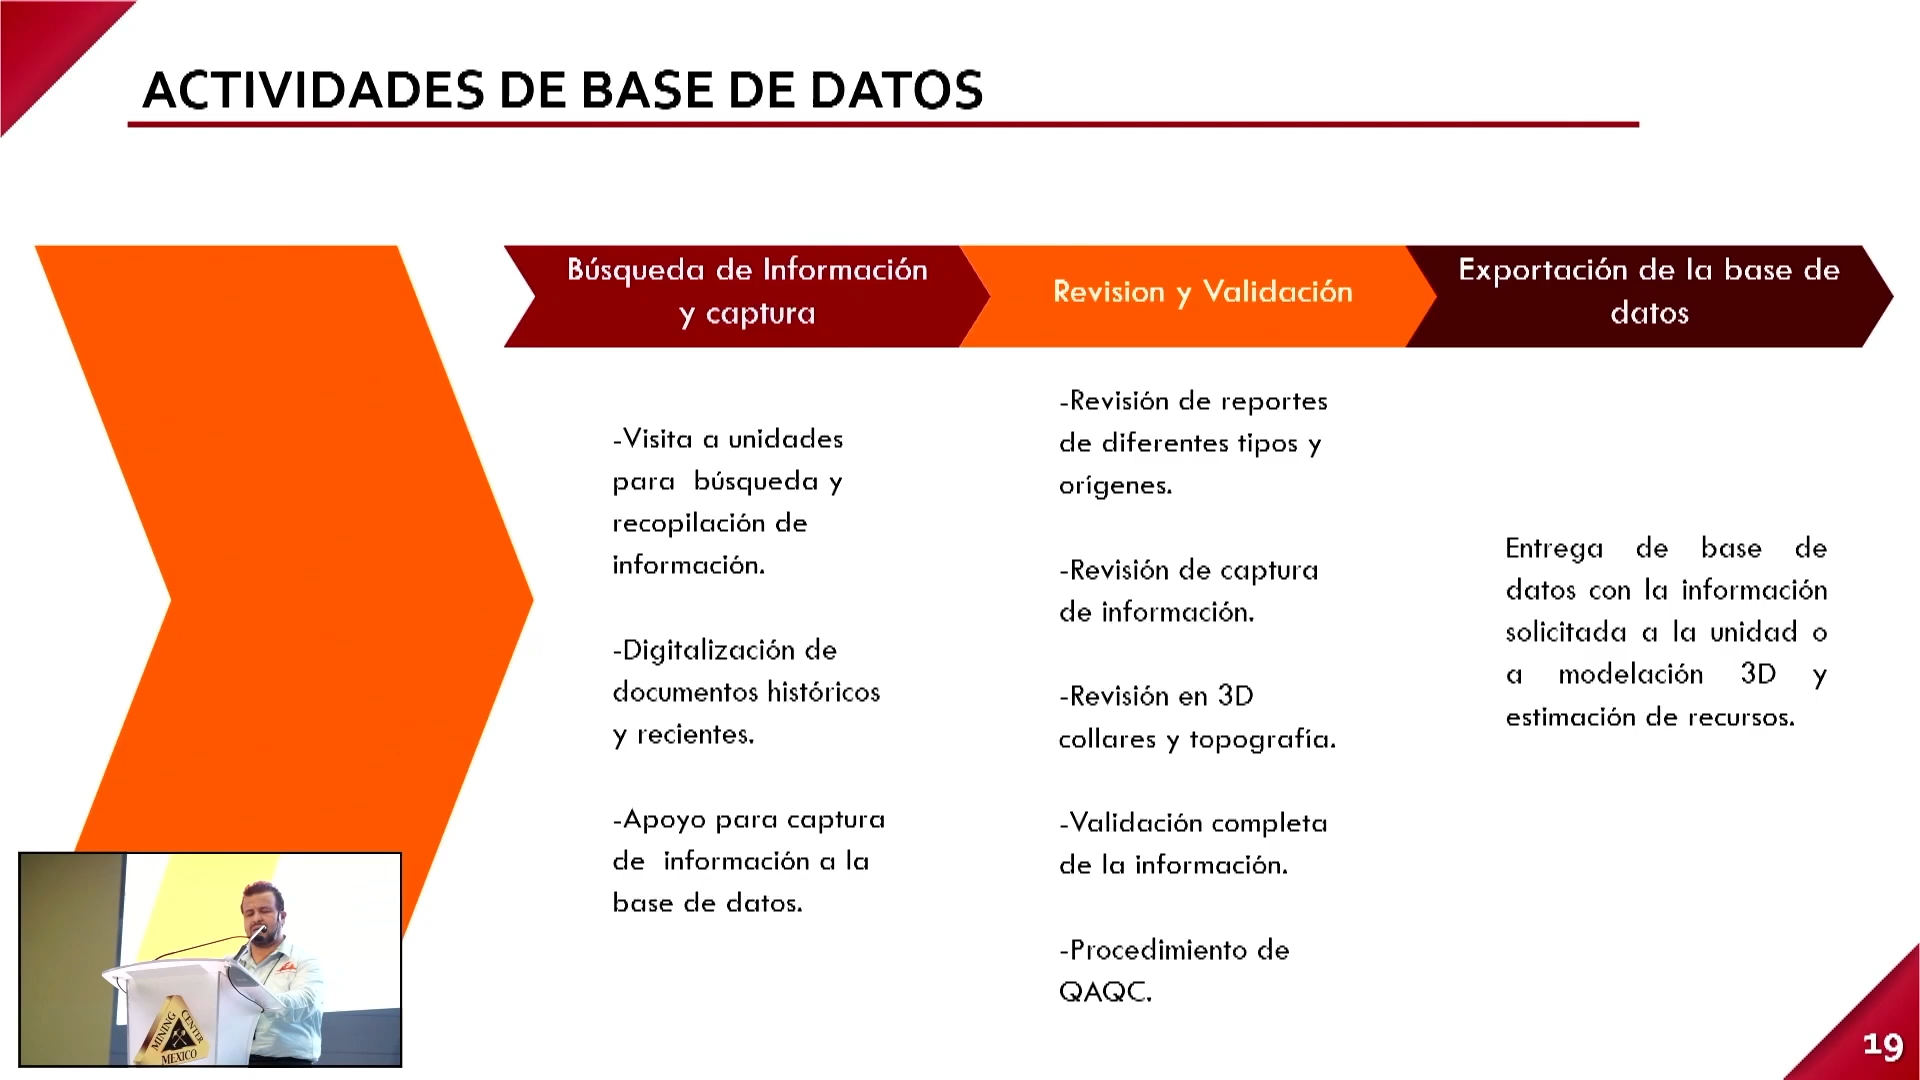 ACTIVIDADES DE BASE DE DATOS
Búsqueda de Información
y captura
-Visita a unidades
para búsqueda y
recopilación de
información.
-Digitalización de
documentos históricos
y recientes.
-Apoyo para captura
de información a la
base de datos.
Revision y Validación
-Revisión de reportes
de diferentes tipos y
orígenes.
-Revisión de captura
de información.
-Revisión en 3D
collares y topografía.
-Validación completa
de la información.
-Procedimiento de
QAQC.
Exportación de la base de
datos
Entrega de base de
datos con la información
solicitada a la unidad o
a modelación 3D y
estimación de recursos.
MINING
CENTER
MEXICO
19